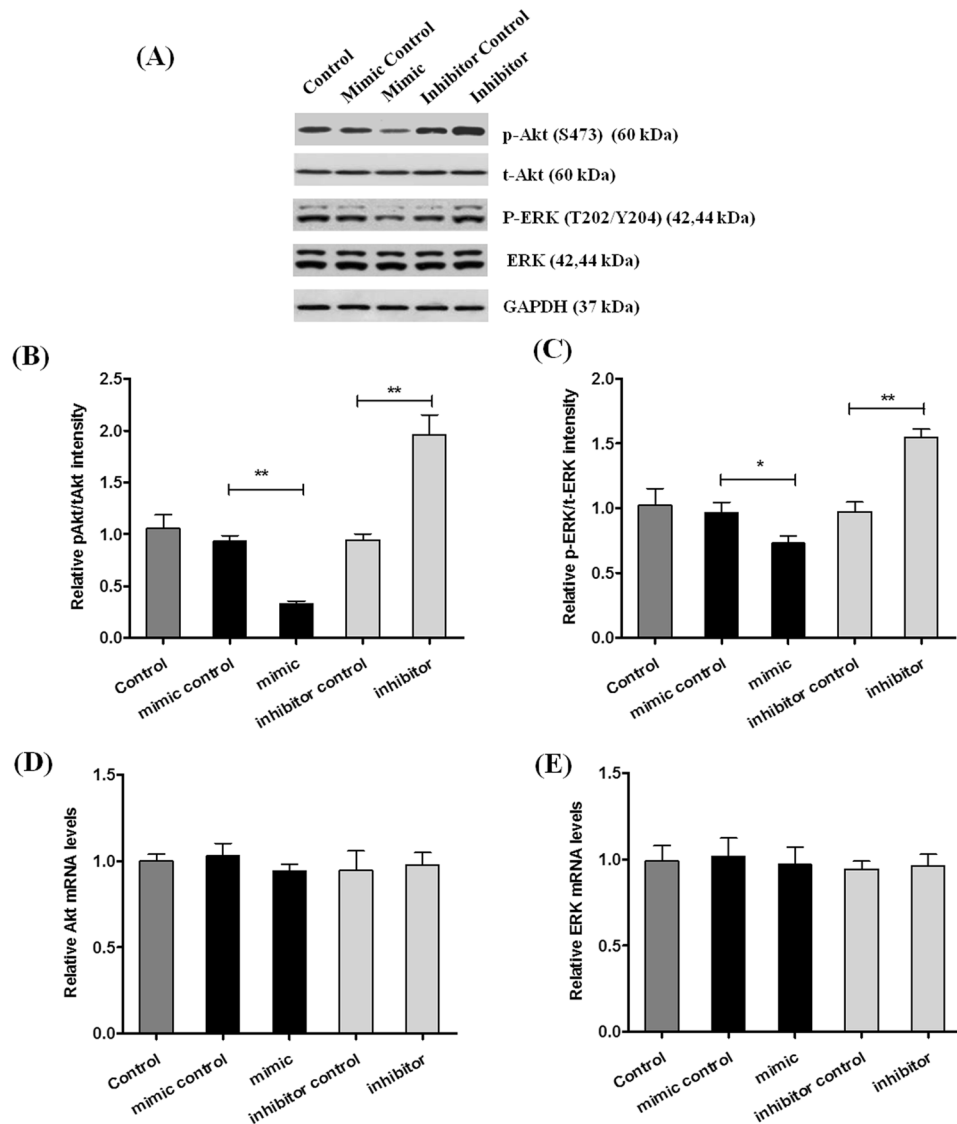 (A)
Control
Mimic Control
Mimic
Inhibitor Control
Inhibitor
p-Akt (S473) (60 kDa)
t-Akt (60 kDa)
P-ERK (T202/Y204) (42,44 kDa)
ERK (42,44 kDa)
GAPDH (37 kDa)
(B)
Relative pAkt/tAkt intensity
2.5
2.0
1.5
1.0
0.5
0.0
**
**
Control
mimic control
mimic
inhibitor control
inhibitor
(C)
Relative p-ERK/t-ERK intensity
2.0
1.5
1.0
0.5
0.0
*
**
Control
mimic control
mimic
inhibitor control
inhibitor
(D)
Relative Akt mRNA levels
1.5
1.0
0.5
0.0
Control
mimic control
mimic
inhibitor control
inhibitor
(E)
Relative ERK mRNA levels
1.5
1.0
0.5
0.0
Control
mimic control
mimic
inhibitor control
inhibitor